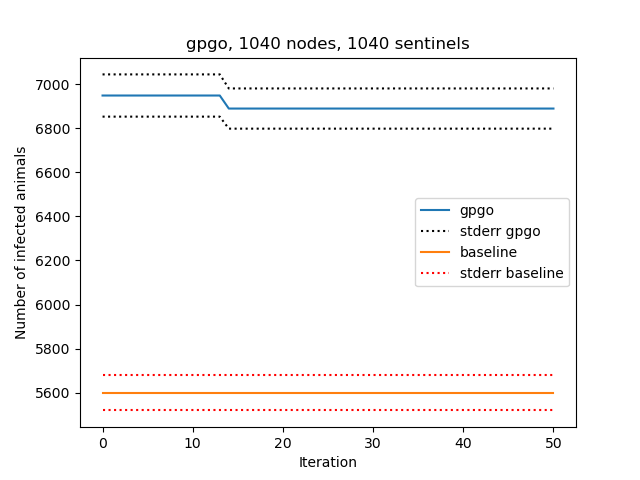 gpgo, 1040 nodes, 1040 sentinels
7000
6800
6600
6400
6200
6000
5800
5600
Number of infected animals
gpgo
stderr gpgo
baseline
stderr baseline
0 10 20 30 40 50
Iteration